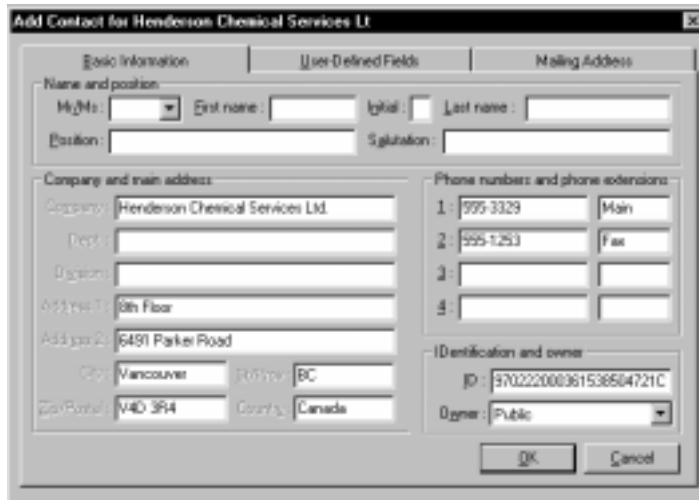 Add Contact for Henderson Chemical Services Lt
Basic Information User-Defined Fields Mailing Address
Name and position
Mr/Ms: First name: Initial: Last name:
Position: Salutation:
Company and main address
Company: Henderson Chemical Services Ltd.
Dept:
Division:
Address 1: 8th Floor
Address 2: 6491 Parker Road
City: Vancouver BC
Zip/Postal: V4D 3R4 Country: Canada
Phone numbers and phone extensions
1: 555-3329 Main
2: 555-1253 Fax
3:
4:
IDentification and owner
ID: 970222000361538504721C
Owner: Public
OK Cancel